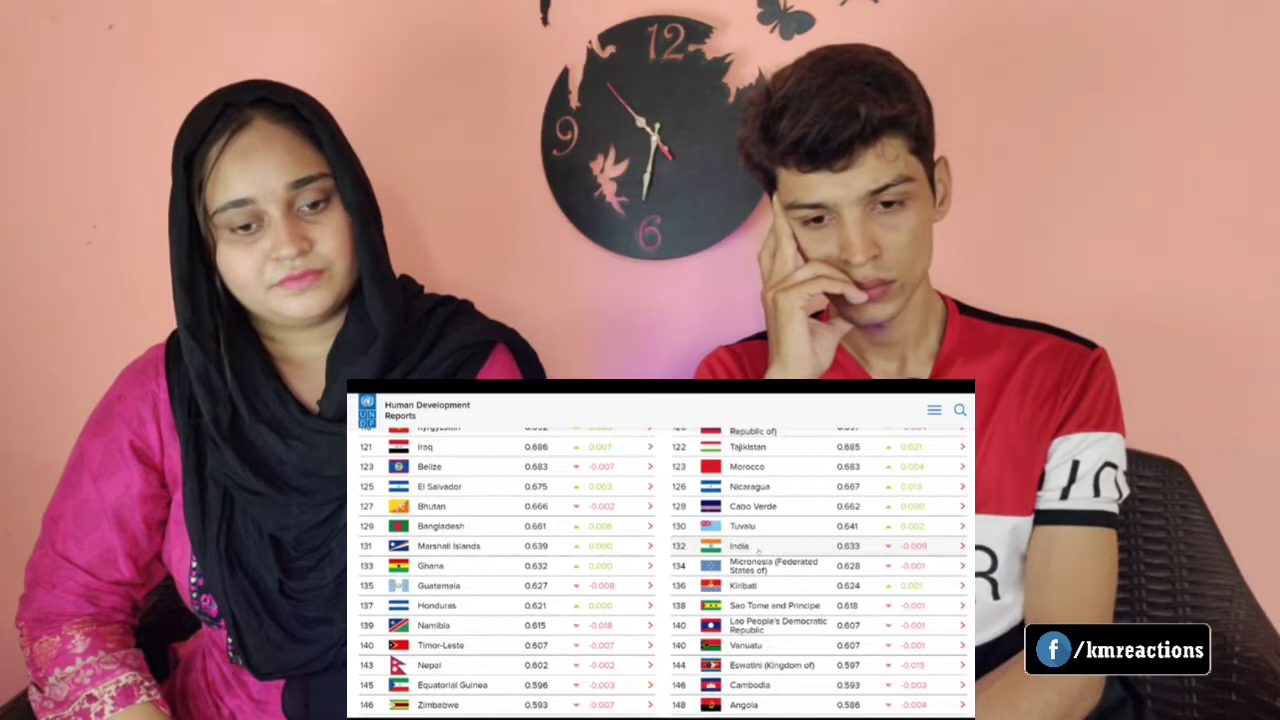 12
9
6
UN
DP
Human Development
Reports
Republic of)
121 Iraq 0.686 0.007 122 Tajikistan 0.685 0.021
123 Belize 0.683 -0.007 123 Morocco 0.683 0.004
125 El Salvador 0.675 0.003 126 Nicaragua 0.667 0.013
127 Bhutan 0.666 -0.002 128 Cabo Verde 0.662 0.000
129 Bangladesh 0.661 0.006 130 Tuvalu 0.641 0.002
131 Marshall Islands 0.639 0.000 132 India 0.633 -0.009
133 Ghana 0.632 0.000 134 Micronesia (Federated
States of) 0.628 -0.001
135 Guatemala 0.627 -0.008 136 Kiribati 0.624 0.001
137 Honduras 0.621 0.000 138 Sao Tome and Principe 0.618 -0.001
139 Namibia 0.615 -0.018 140 Lao People's Democratic
Republic 0.607 -0.001
140 Timor-Leste 0.607 -0.007 140 Vanuatu 0.607 -0.001
143 Nepal 0.602 -0.002 144 Eswatini (Kingdom of) 0.597 -0.013
145 Equatorial Guinea 0.596 -0.003 146 Cambodia 0.593 -0.003
146 Zimbabwe 0.593 -0.007 148 Angola 0.586 -0.004
f /kmreactions